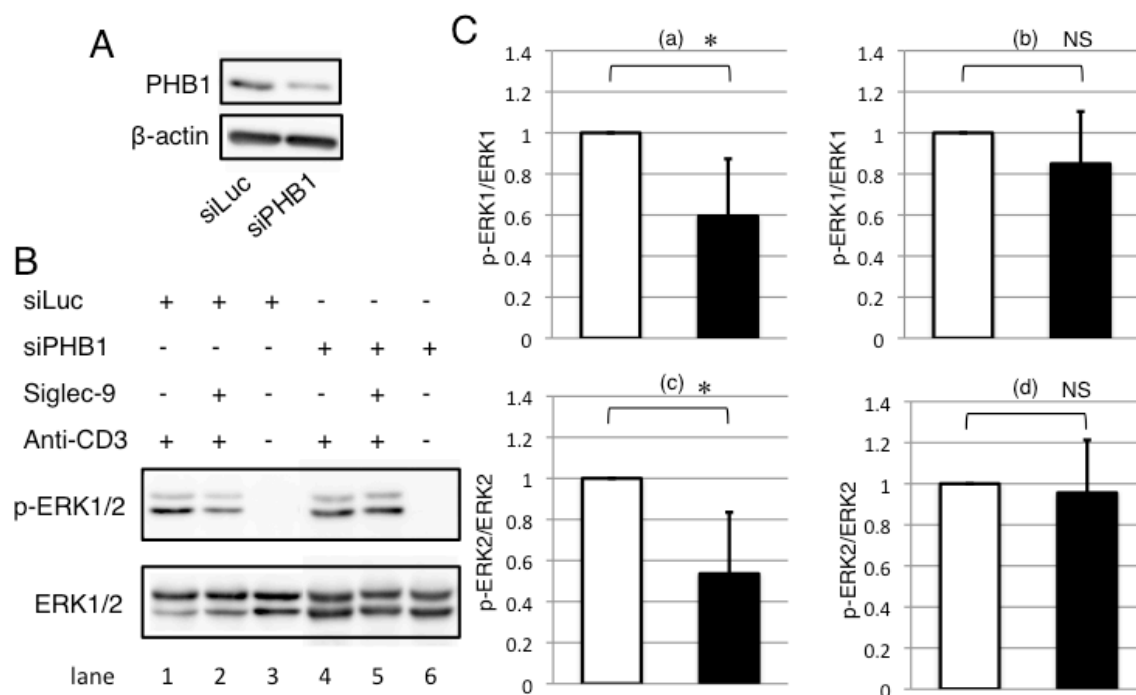 A
PHB1
β-actin
siLuc
siPHB1
B
siLuc + + + - - -
siPHB1 - - - + + +
Siglec-9 - + - - + -
Anti-CD3 + + - + + -
p-ERK1/2
ERK1/2
lane 1 2 3 4 5 6
C
(a) *
1.4
1.2
1
0.8
0.6
0.4
0.2
0
p-ERK1/ERK1
(b) NS
1.4
1.2
1
0.8
0.6
0.4
0.2
0
p-ERK1/ERK1
(c) *
1.4
1.2
1
0.8
0.6
0.4
0.2
0
p-ERK2/ERK2
(d) NS
1.4
1.2
1
0.8
0.6
0.4
0.2
0
p-ERK2/ERK2